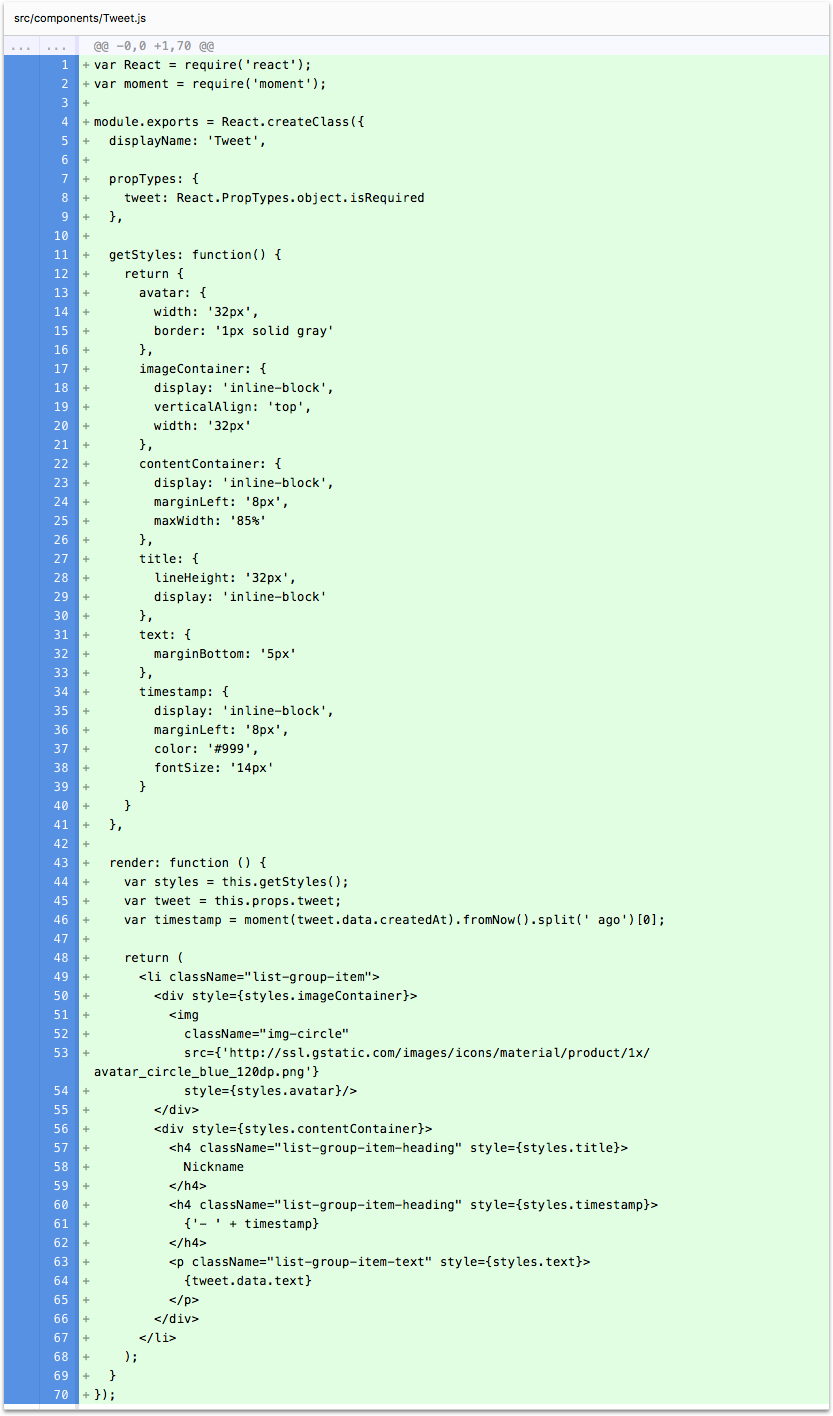 src/components/Tweet.js
... ... @@ -0,0 +1,70 @@
1 +var React = require('react');
2 +var moment = require('moment');
3 +
4 +module.exports = React.createClass({
5 +  displayName: 'Tweet',
6 +
7 +  propTypes: {
8 +    tweet: React.PropTypes.object.isRequired
9 +  },
10 +
11 +  getStyles: function() {
12 +    return {
13 +      avatar: {
14 +        width: '32px',
15 +        border: '1px solid gray'
16 +      },
17 +      imageContainer: {
18 +        display: 'inline-block',
19 +        verticalAlign: 'top',
20 +        width: '32px'
21 +      },
22 +      contentContainer: {
23 +        display: 'inline-block',
24 +        marginLeft: '8px',
25 +        maxWidth: '85%'
26 +      },
27 +      title: {
28 +        lineHeight: '32px',
29 +        display: 'inline-block'
30 +      },
31 +      text: {
32 +        marginBottom: '5px'
33 +      },
34 +      timestamp: {
35 +        display: 'inline-block',
36 +        marginLeft: '8px',
37 +        color: '#999',
38 +        fontSize: '14px'
39 +      }
40 +    }
41 +  },
42 +
43 +  render: function () {
44 +    var styles = this.getStyles();
45 +    var tweet = this.props.tweet;
46 +    var timestamp = moment(tweet.data.createdAt).fromNow().split(' ago')[0];
47 +
48 +    return (
49 +      <li className="list-group-item">
50 +        <div style={styles.imageContainer}>
51 +          <img
52 +            className="img-circle"
53 +            src={'http://ssl.gstatic.com/images/icons/material/product/1x/
avatar_circle_blue_120dp.png'}
54 +            style={styles.avatar}/>
55 +        </div>
56 +        <div style={styles.contentContainer}>
57 +          <h4 className="list-group-item-heading" style={styles.title}>
58 +            Nickname
59 +          </h4>
60 +          <h4 className="list-group-item-heading" style={styles.timestamp}>
61 +            {'- ' + timestamp}
62 +          </h4>
63 +          <p className="list-group-item-text" style={styles.text}>
64 +            {tweet.data.text}
65 +          </p>
66 +        </div>
67 +      </li>
68 +    );
69 +  }
70 +});